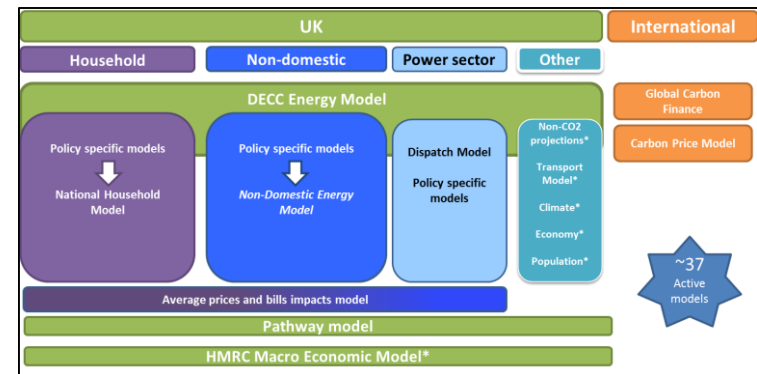 UK
International
Household
Non-domestic
Power sector
Other
DECC Energy Model
Global Carbon
Finance
Carbon Price Model
Policy specific models
National Household
Model
Policy specific models
Non-Domestic Energy
Model
Dispatch Model
Policy specific
models
Non-CO2
projections*
Transport
Model*
Climate*
Economy*
Population*
~37
Active
models
Average prices and bills impacts model
Pathway model
HMRC Macro Economic Model*